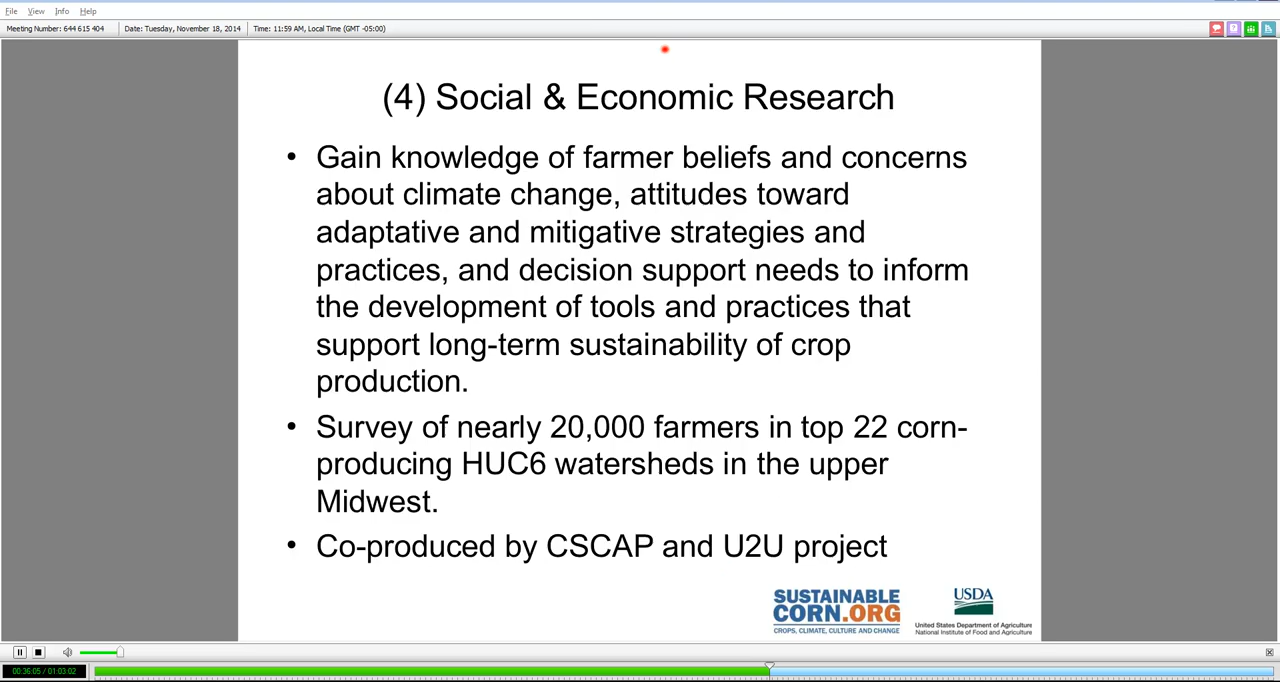 File View Info Help
Meeting Number: 644 615 404 Date: Tuesday, November 18, 2014 Time: 11:59 AM, Local Time (GMT -05:00)
(4) Social & Economic Research
• Gain knowledge of farmer beliefs and concerns
about climate change, attitudes toward
adaptative and mitigative strategies and
practices, and decision support needs to inform
the development of tools and practices that
support long-term sustainability of crop
production.
• Survey of nearly 20,000 farmers in top 22 corn-
producing HUC6 watersheds in the upper
Midwest.
• Co-produced by CSCAP and U2U project
SUSTAINABLE
CORN.ORG
CROPS, CLIMATE, CULTURE AND CHANGE
USDA
United States Department of Agriculture
National Institute of Food and Agriculture
00:36:05 / 01:03:02